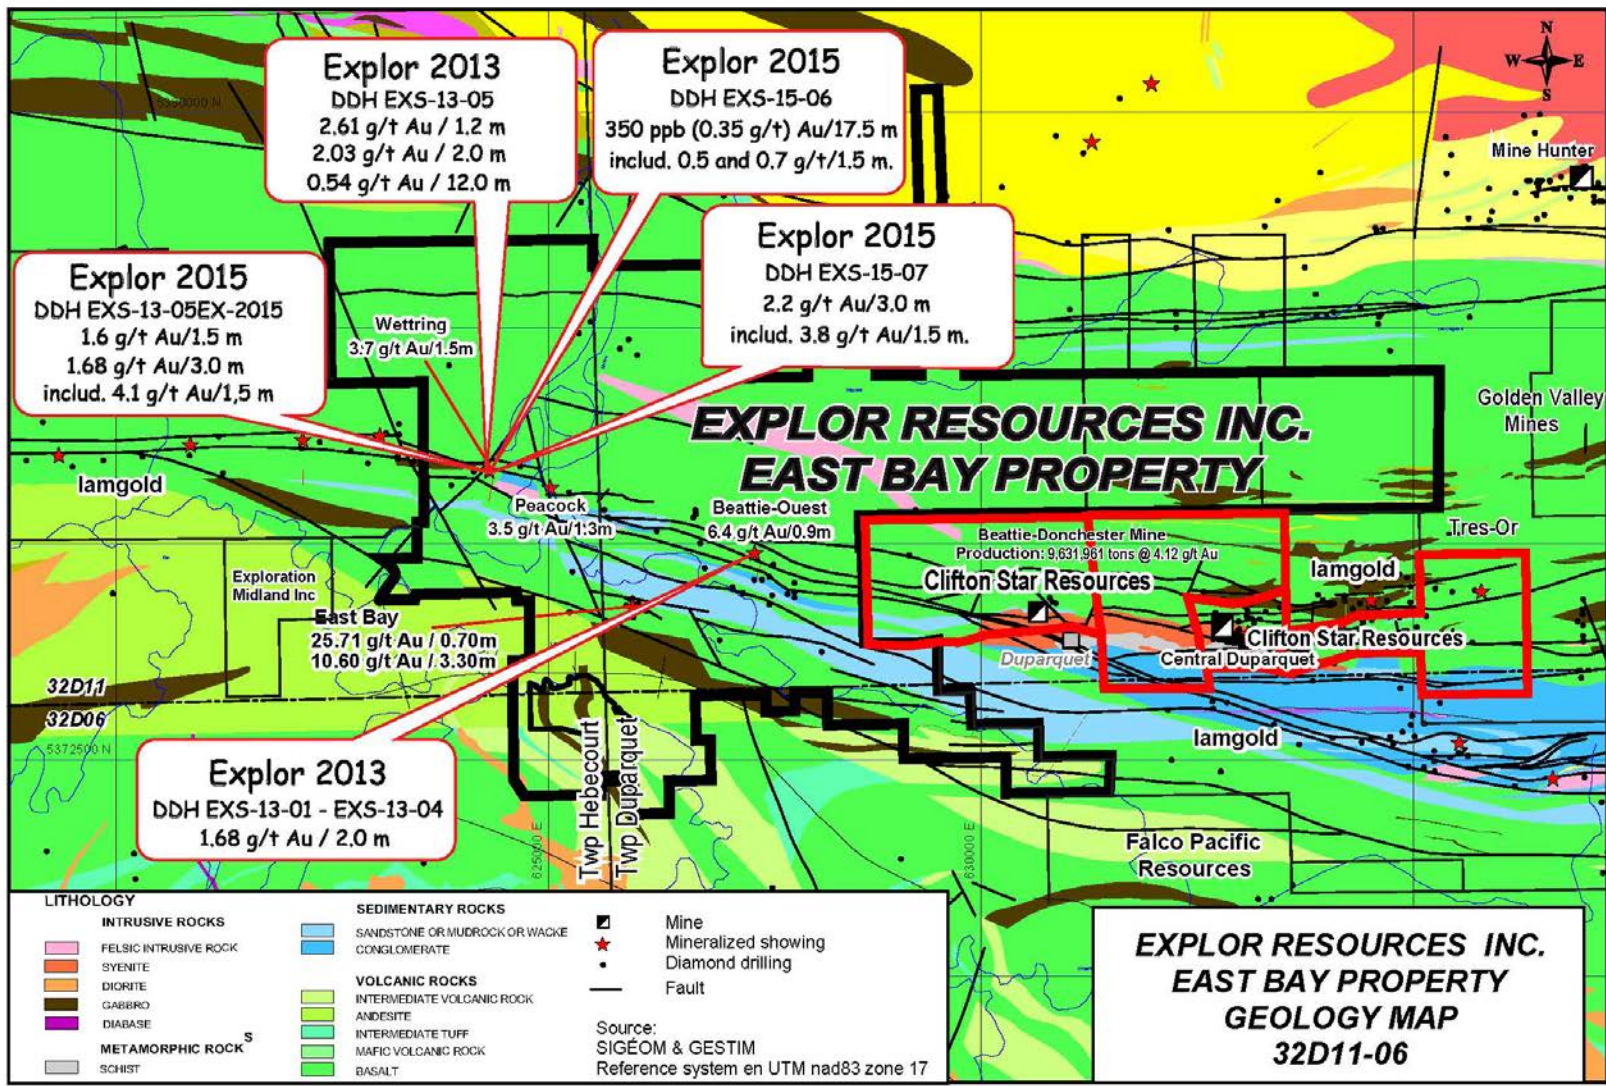 N
W E
S
5380000 N
Explor 2013
DDH EXS-13-05
2.61 g/t Au / 1.2 m
2.03 g/t Au / 2.0 m
0.54 g/t Au / 12.0 m
Explor 2015
DDH EXS-15-06
350 ppb (0.35 g/t) Au/17.5 m
includ. 0.5 and 0.7 g/t/1.5 m.
Mine Hunter
Explor 2015
DDH EXS-15-07
2.2 g/t Au/3.0 m
includ. 3.8 g/t Au/1.5 m.
Explor 2015
DDH EXS-13-05EX-2015
1.6 g/t Au/1.5 m
1.68 g/t Au/3.0 m
includ. 4.1 g/t Au/1,5 m
Wettring
3.7 g/t Au/1.5m
Golden Valley
Mines
EXPLOR RESOURCES INC.
EAST BAY PROPERTY
Iamgold
Peacock
3.5 g/t Au/1.3m
Beattie-Ouest
6.4 g/t Au/0.9m
Tres-Or
Beattie-Donchester Mine
Production: 9,631,961 tons @ 4.12 g/t Au
Clifton Star Resources
Iamgold
Exploration
Midland Inc
East Bay
25.71 g/t Au / 0.70m
10.60 g/t Au / 3.30m
Clifton Star Resources
Duparquet
Central Duparquet
32D11
32D06
5372500 N
Iamgold
Twp Hebecourt
Twp Duparquet
Explor 2013
DDH EXS-13-01 - EXS-13-04
1.68 g/t Au / 2.0 m
625000 E
630000 E
Falco Pacific
Resources
LITHOLOGY
INTRUSIVE ROCKS
FELSIC INTRUSIVE ROCK
SYENITE
DIORITE
GABBRO
DIABASE
METAMORPHIC ROCKS
SCHIST
SEDIMENTARY ROCKS
SANDSTONE OR MUDROCK OR WACKE
CONGLOMERATE
VOLCANIC ROCKS
INTERMEDIATE VOLCANIC ROCK
ANDESITE
INTERMEDIATE TUFF
MAFIC VOLCANIC ROCK
BASALT
Mine
Mineralized showing
Diamond drilling
Fault
Source:
SIGÉOM & GESTIM
Reference system en UTM nad83 zone 17
EXPLOR RESOURCES INC.
EAST BAY PROPERTY
GEOLOGY MAP
32D11-06